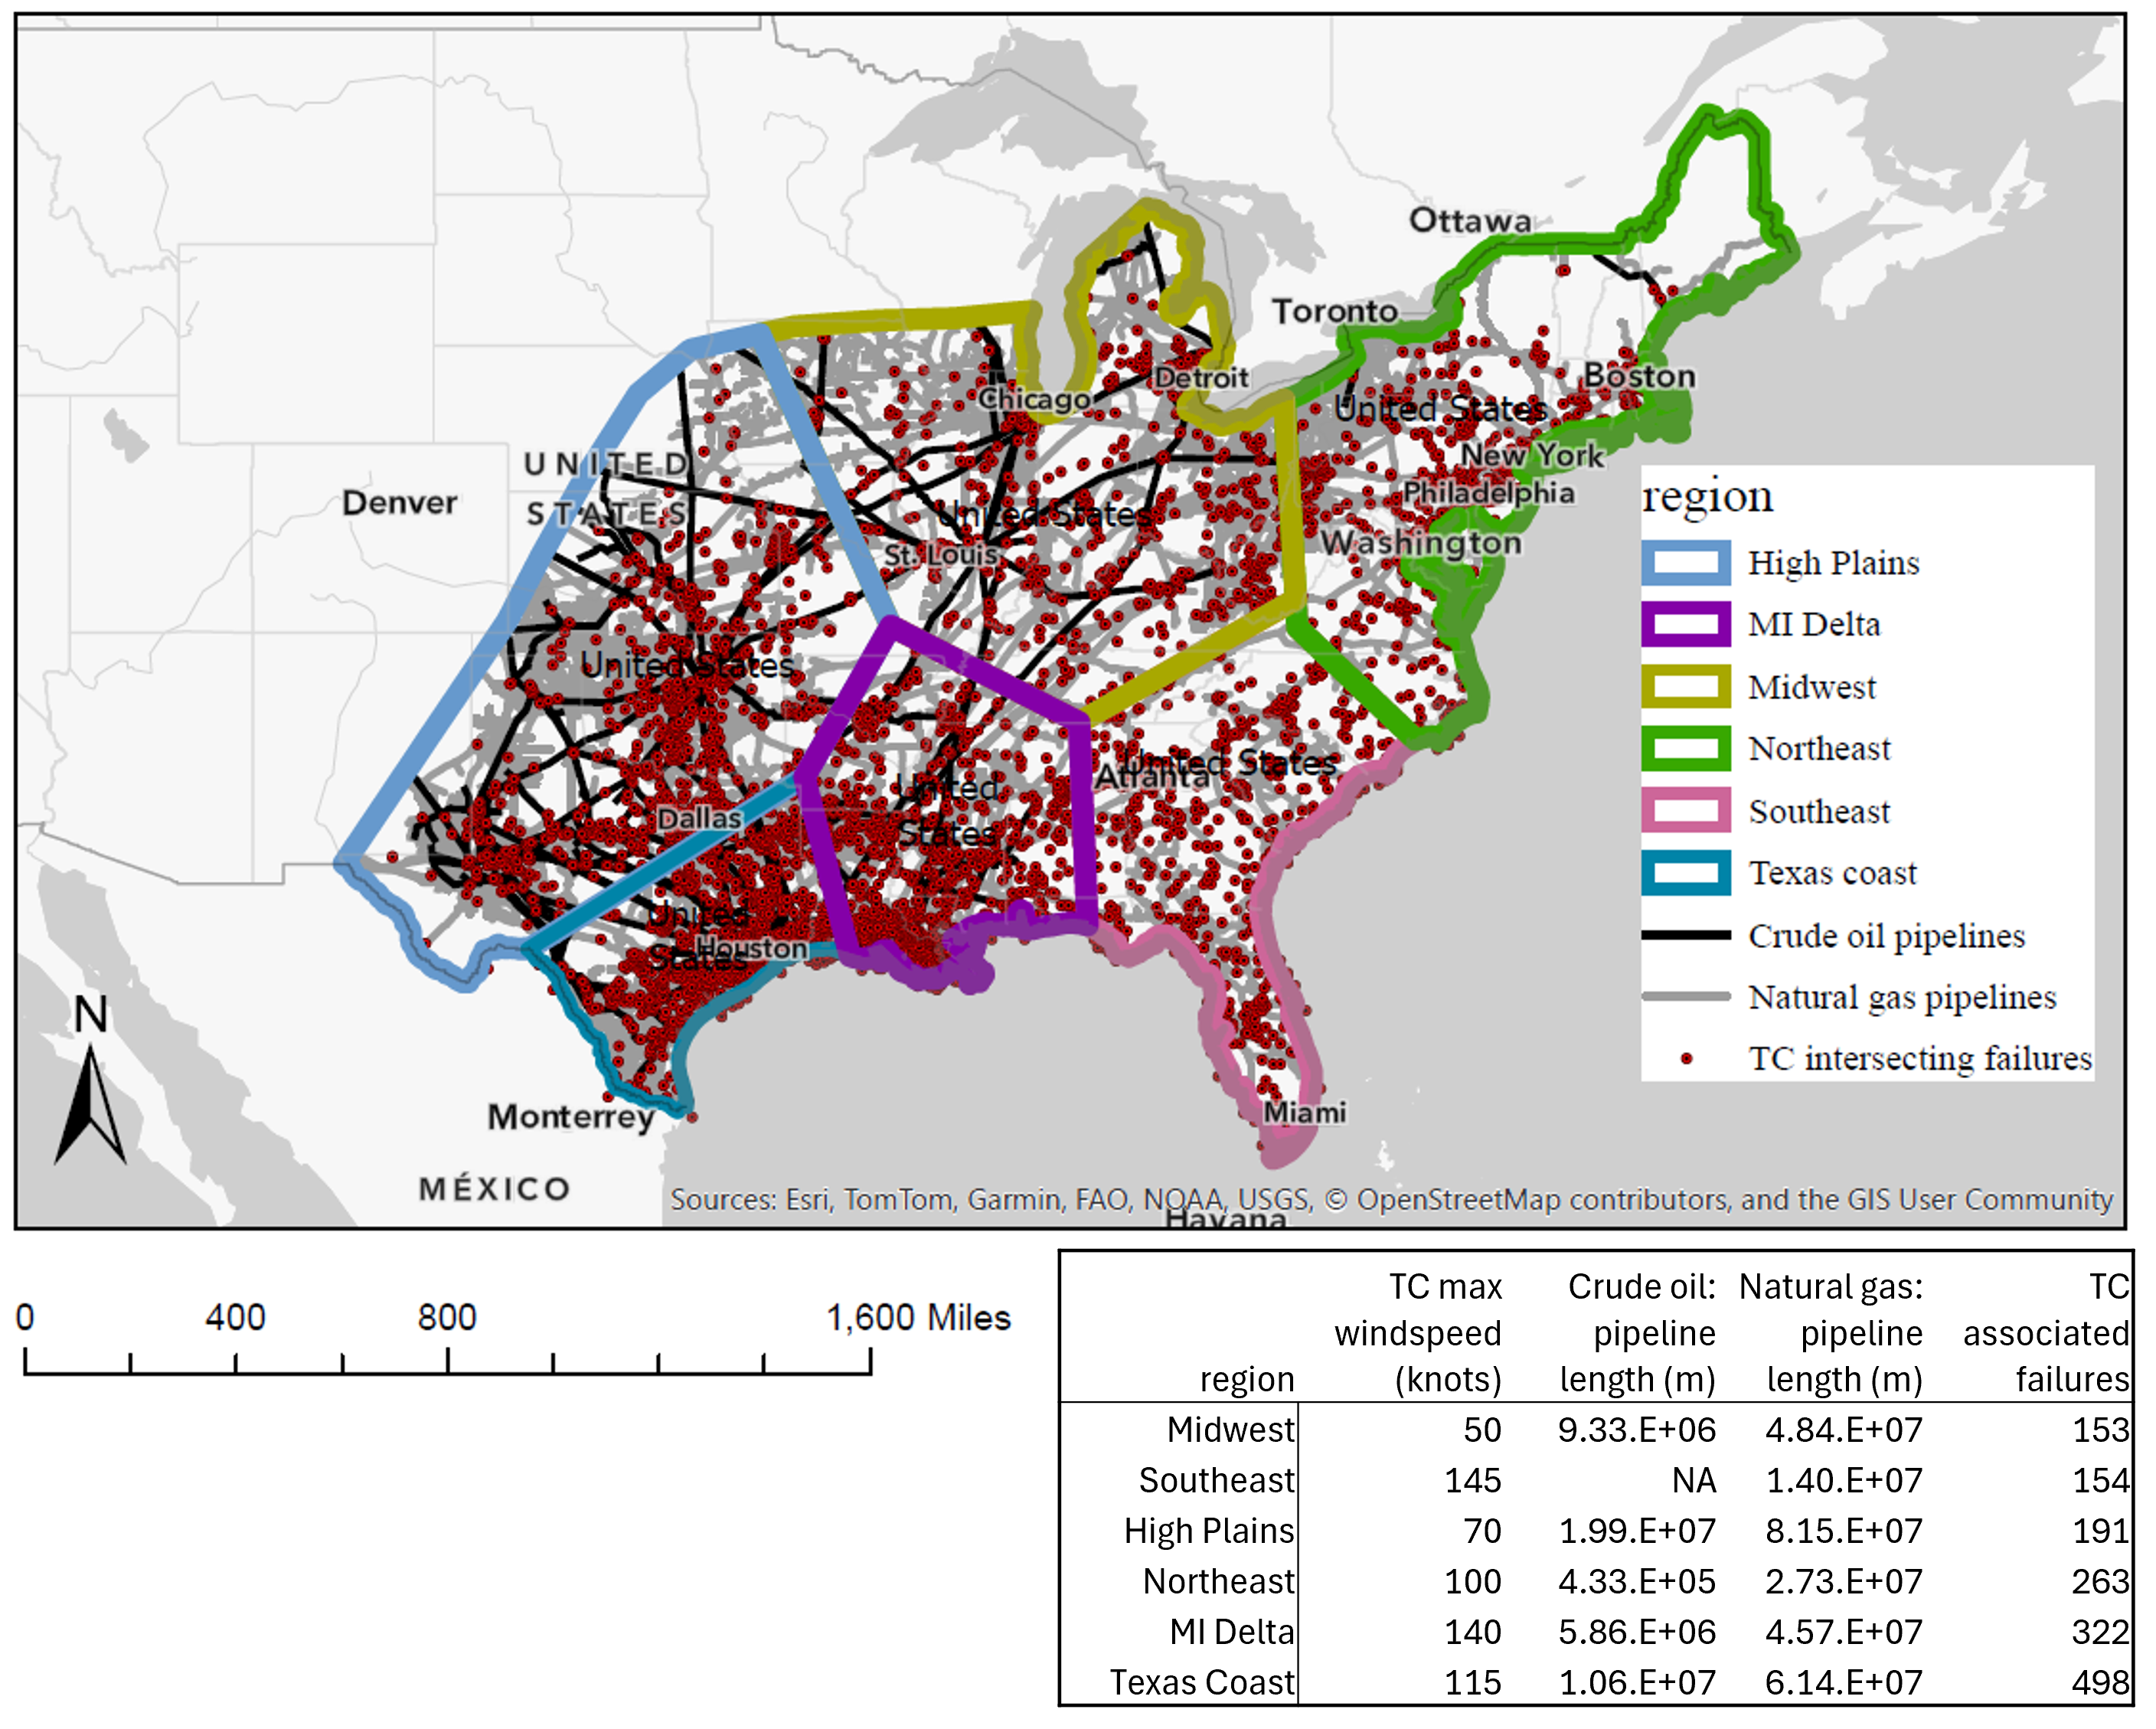 Ottawa
Toronto
Boston
Detroit
Chicago
United States
New York
UNITED
STATES
Denver
Philadelphia
United States
Washington
St. Louis
United States
United States
Atlanta
United
States
Dallas
United
States
Houston
Monterrey
Miami
MÉXICO
Havana
N
Sources: Esri, TomTom, Garmin, FAO, NOAA, USGS, © OpenStreetMap contributors, and the GIS User Community
region
High Plains
MI Delta
Midwest
Northeast
Southeast
Texas coast
Crude oil pipelines
Natural gas pipelines
TC intersecting failures
0 400 800 1,600 Miles
TC max Crude oil: Natural gas: TC
windspeed pipeline pipeline associated
region (knots) length (m) length (m) failures
Midwest 50 9.33.E+06 4.84.E+07 153
Southeast 145 NA 1.40.E+07 154
High Plains 70 1.99.E+07 8.15.E+07 191
Northeast 100 4.33.E+05 2.73.E+07 263
MI Delta 140 5.86.E+06 4.57.E+07 322
Texas Coast 115 1.06.E+07 6.14.E+07 498